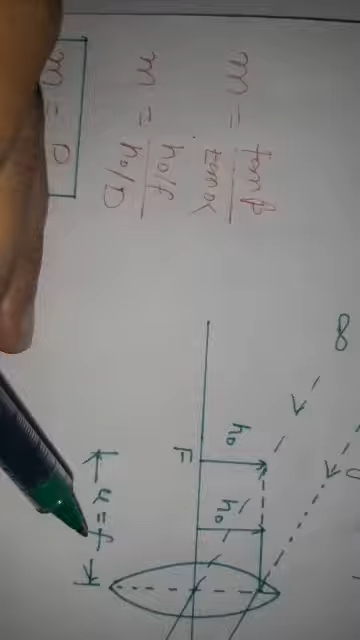 m = tanβ / tanα
m = h₀/f / h₀/D
m = D
∞
h₀
h₀
F
u = f